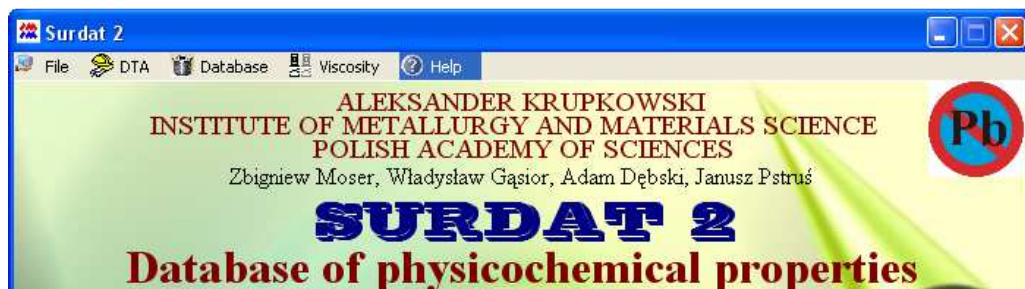 Surdat 2
File DTA Database Viscosity Help
ALEKSANDER KRUPKOWSKI
INSTITUTE OF METALLURGY AND MATERIALS SCIENCE
POLISH ACADEMY OF SCIENCES
Pb
Zbigniew Moser, Władysław Gąsior, Adam Dębski, Janusz Pstruś
SURDAT 2
Database of physicochemical properties